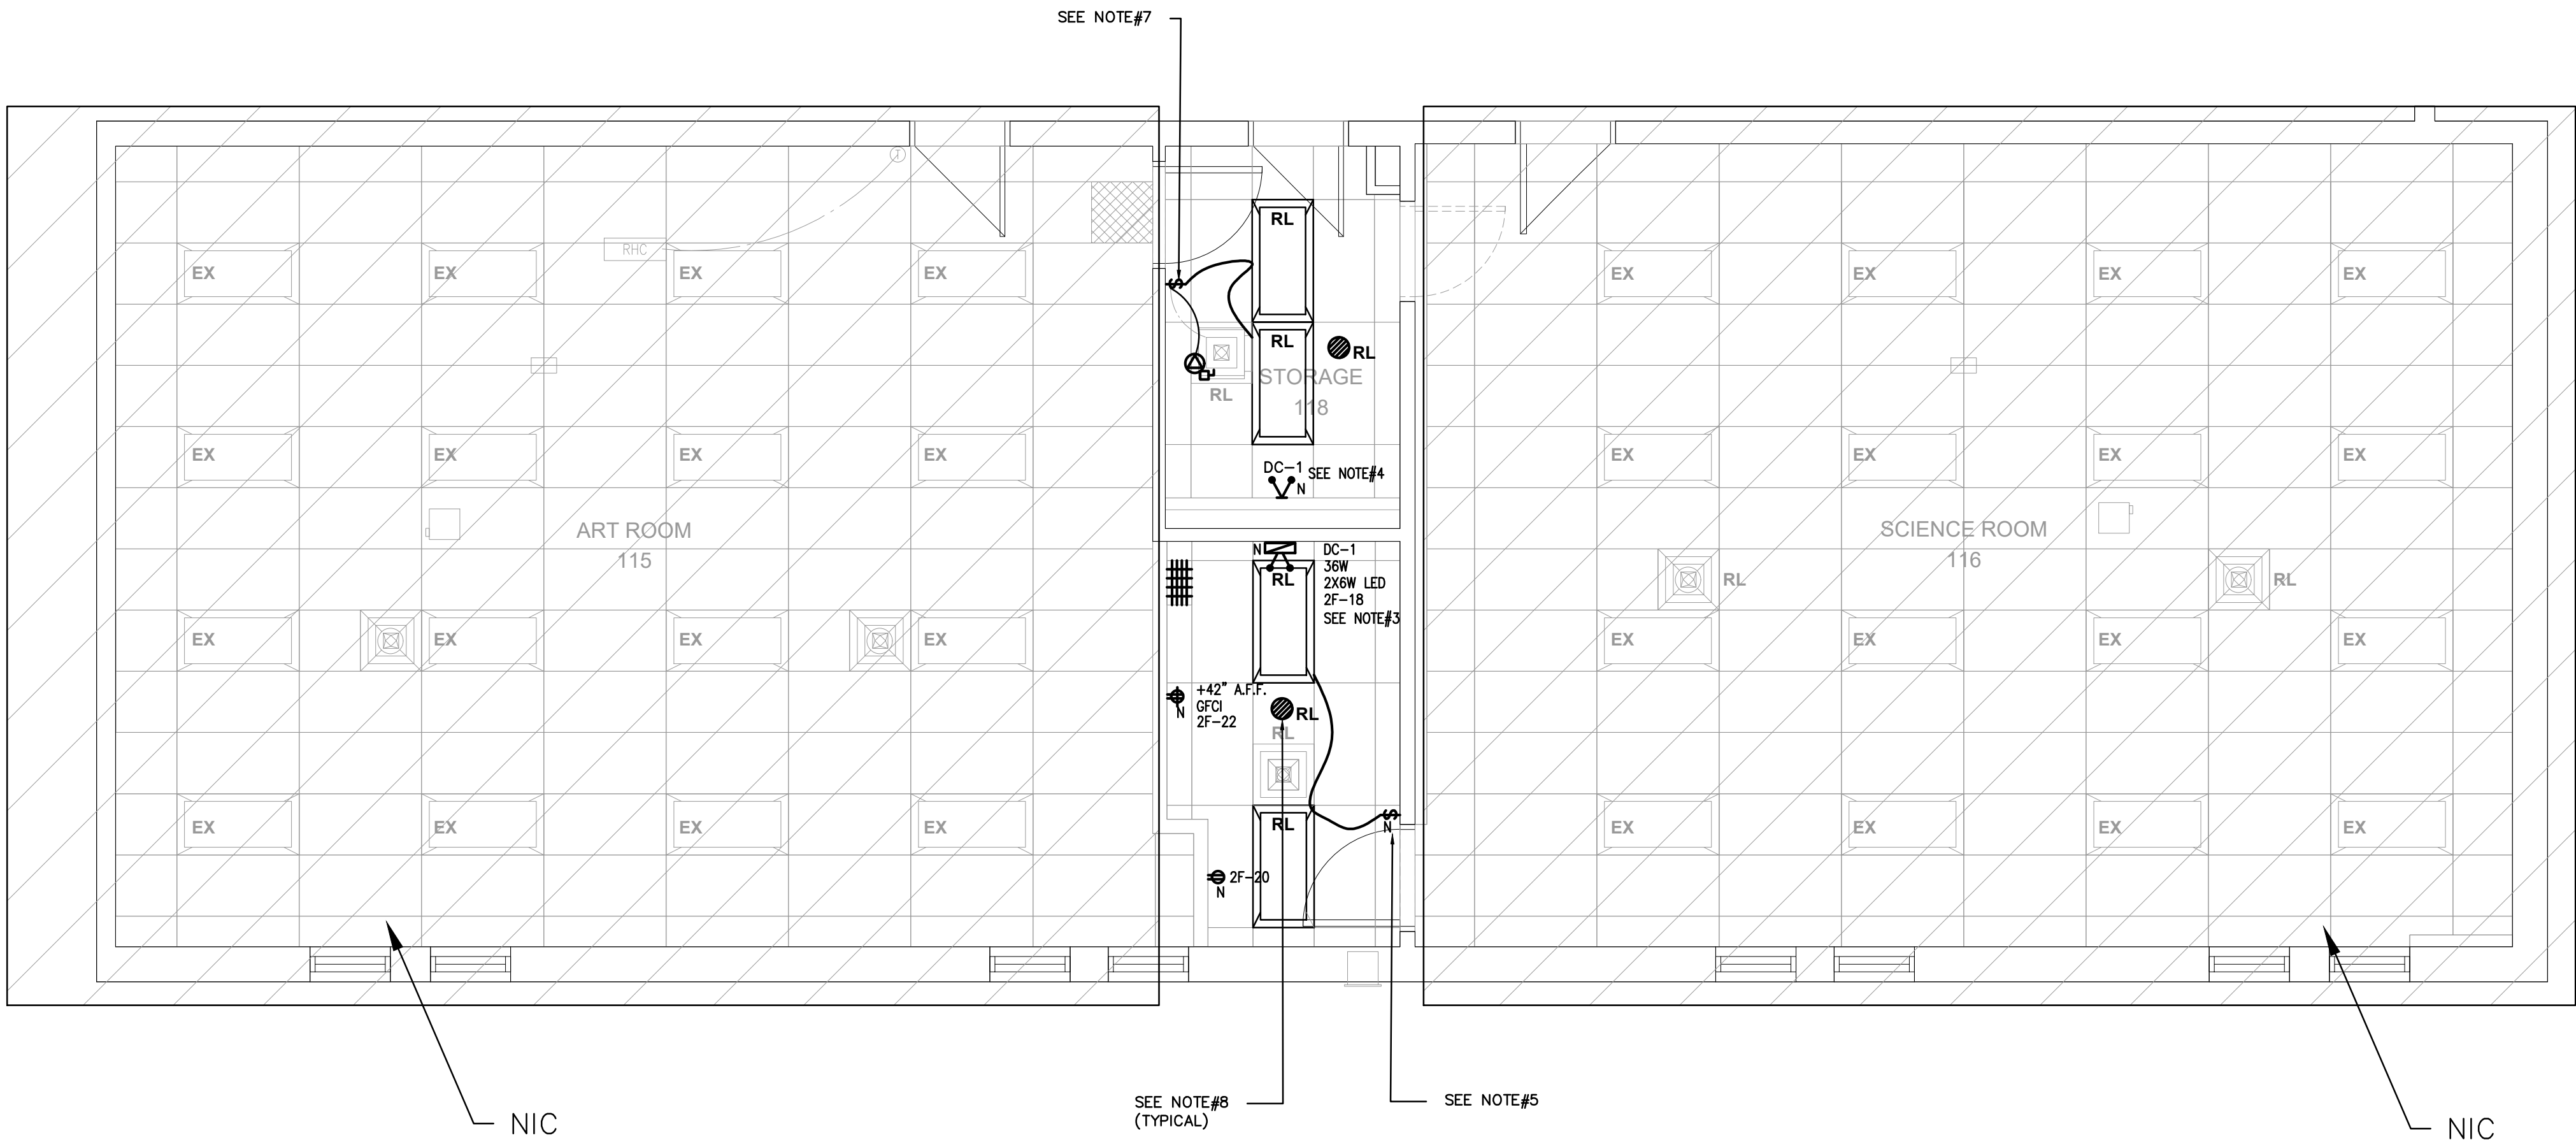 SEE NOTE#7
RL
EX EX EX EX
RHC
T
EX EX EX EX
S
RL
RL
STORAGE
118
RL
EX EX EX EX
EX EX EX EX
DC-1
SEE NOTE#4
N
ART ROOM
115
SCIENCE ROOM
116
N
DC-1
36W
2X6W LED
2F-18
SEE NOTE#3
RL
RL
RL
EX EX EX EX
EX EX EX EX
+42" A.F.F.
GFCI
2F-22
N
RL
RL
EX EX EX EX
RL
S
N
EX EX EX EX
2F-20
N
SEE NOTE#8
(TYPICAL)
SEE NOTE#5
NIC
NIC